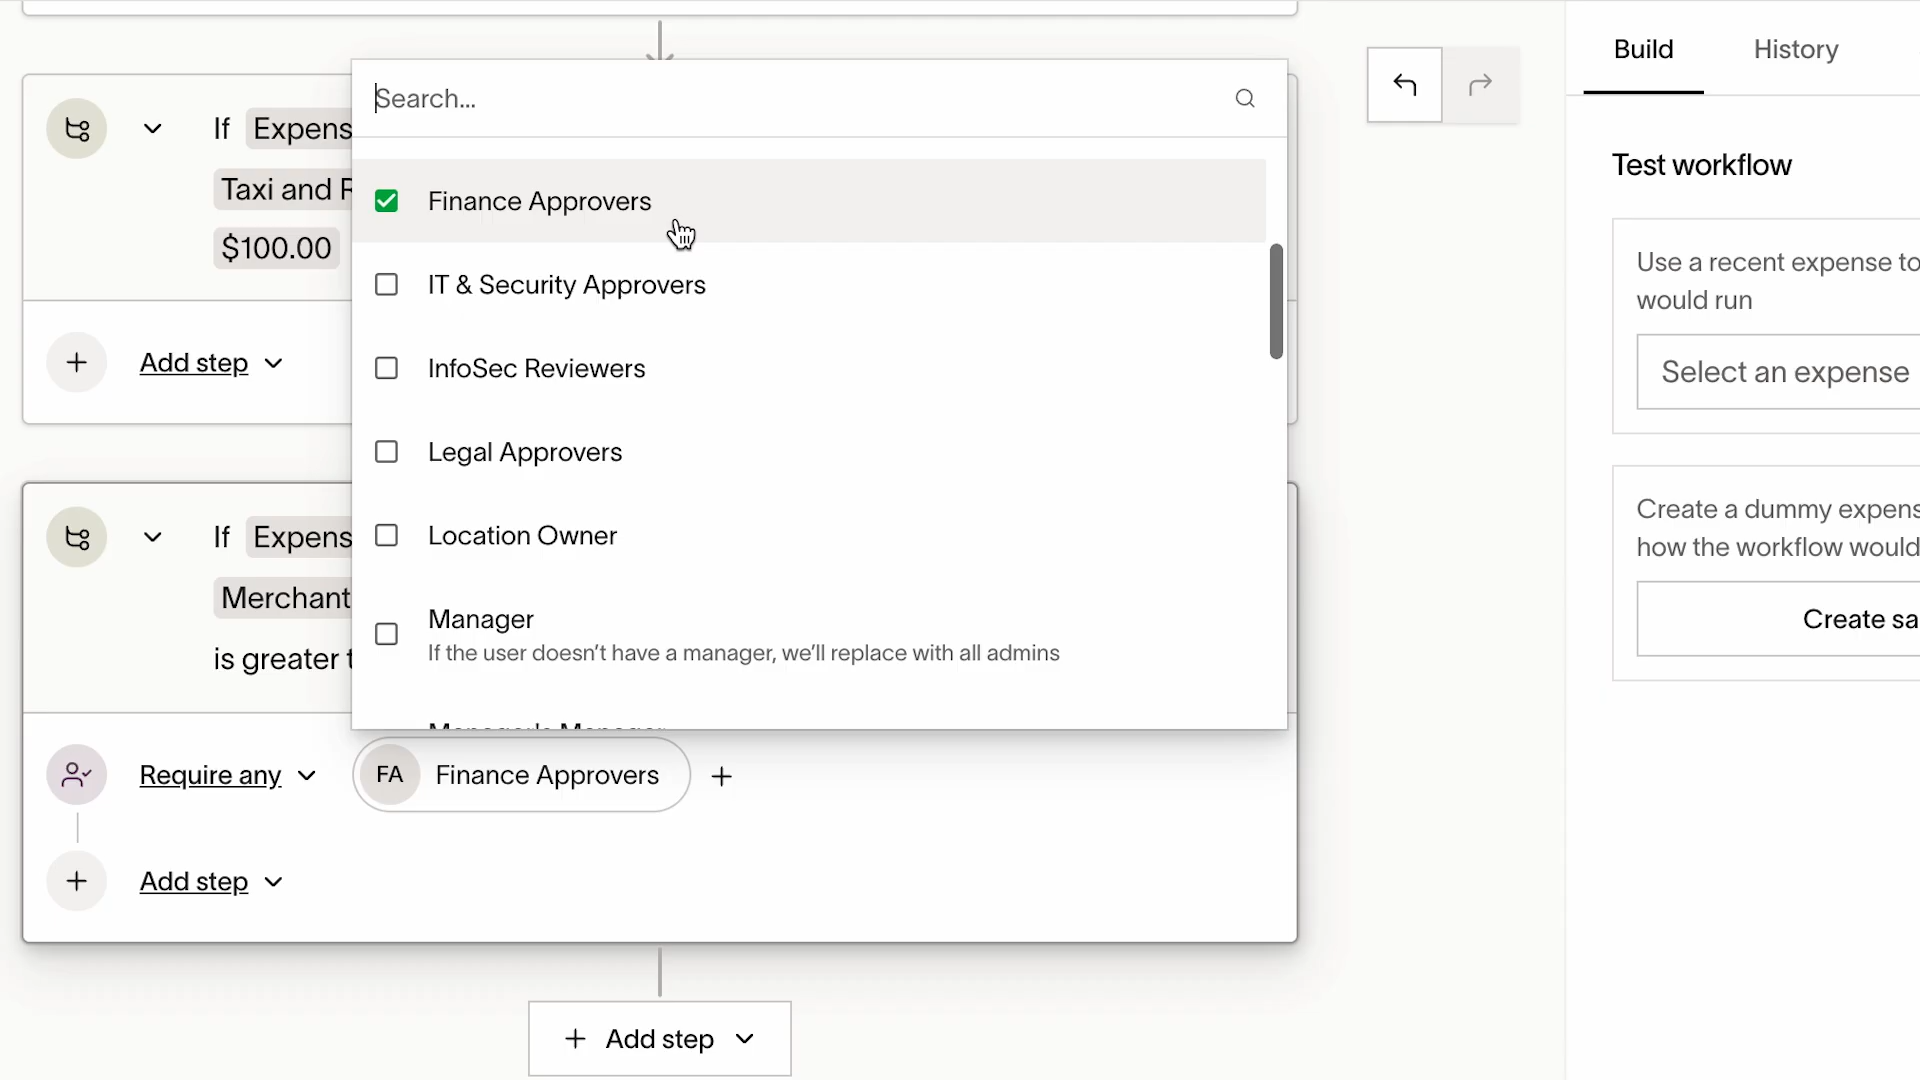 Build
History
Search...
If Expens
Taxi and R
$100.00
Finance Approvers
IT & Security Approvers
InfoSec Reviewers
Legal Approvers
Location Owner
Manager
If the user doesn't have a manager, we'll replace with all admins
Add step
If Expens
Merchant
is greater t
Require any
FA Finance Approvers
Add step
Add step
Test workflow
Use a recent expense to
would run
Select an expense
Create a dummy expens
how the workflow would
Create sa